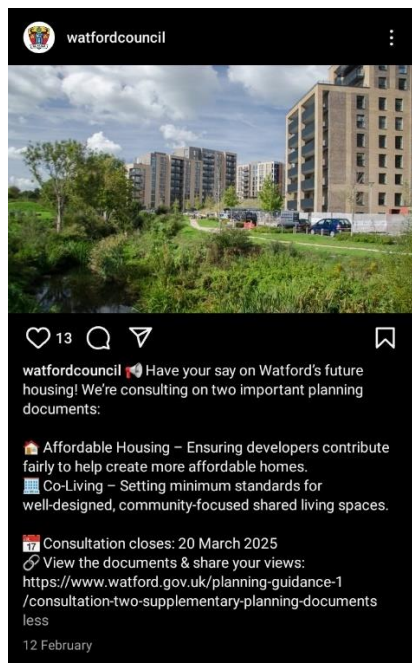 watfordcouncil
13
watfordcouncil 📢 Have your say on Watford's future
housing! We're consulting on two important planning
documents:
🏠 Affordable Housing – Ensuring developers contribute
fairly to help create more affordable homes.
🏢 Co-Living – Setting minimum standards for
well-designed, community-focused shared living spaces.
📅 Consultation closes: 20 March 2025
🔗 View the documents & share your views:
https://www.watford.gov.uk/planning-guidance-1
/consultation-two-supplementary-planning-documents
less
12 February